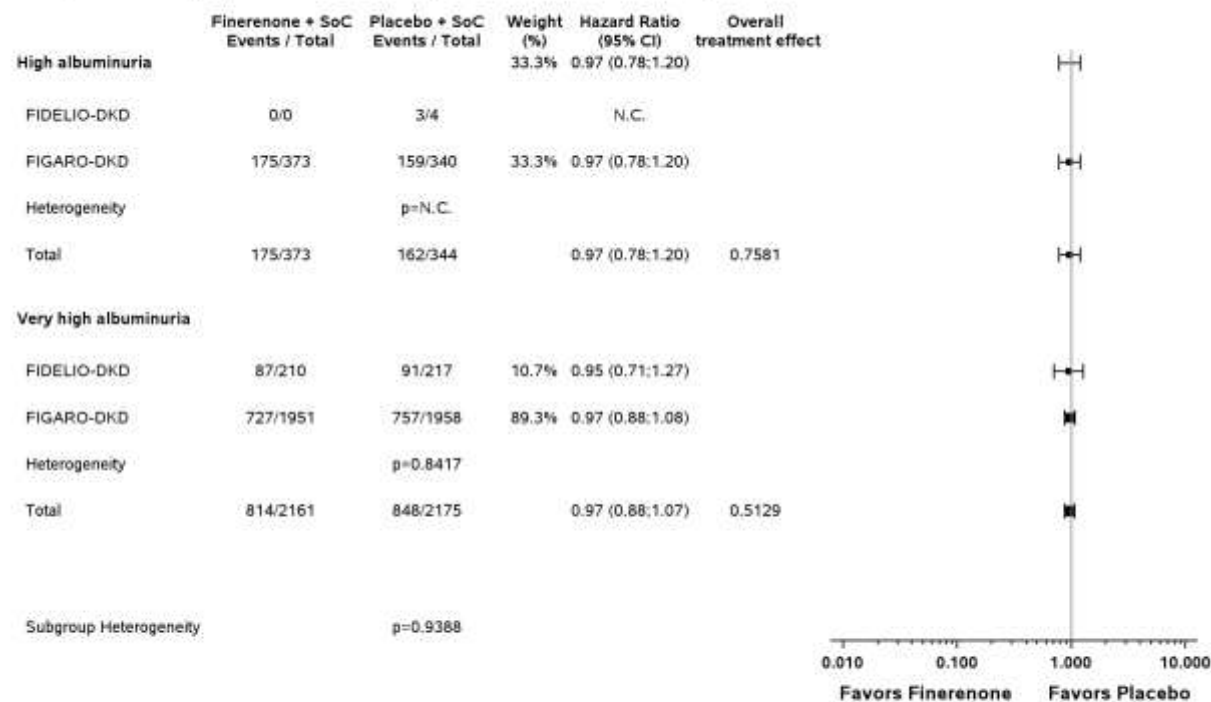 Finerenone + SoC Placebo + SoC Weight Hazard Ratio Overall
Events / Total Events / Total (%) (95% CI) treatment effect
High albuminuria 33.3% 0.97 (0.78;1.20)
FIDELIO-DKD 0/0 3/4 N.C.
FIGARO-DKD 175/373 159/340 33.3% 0.97 (0.78;1.20)
Heterogeneity p=N.C.
Total 175/373 162/344 0.97 (0.78;1.20) 0.7581
Very high albuminuria
FIDELIO-DKD 87/210 91/217 10.7% 0.95 (0.71;1.27)
FIGARO-DKD 727/1951 757/1958 89.3% 0.97 (0.88;1.08)
Heterogeneity p=0.8417
Total 814/2161 848/2175 0.97 (0.88;1.07) 0.5129
Subgroup Heterogeneity p=0.9388
0.010 0.100 1.000 10.000
Favors Finerenone Favors Placebo